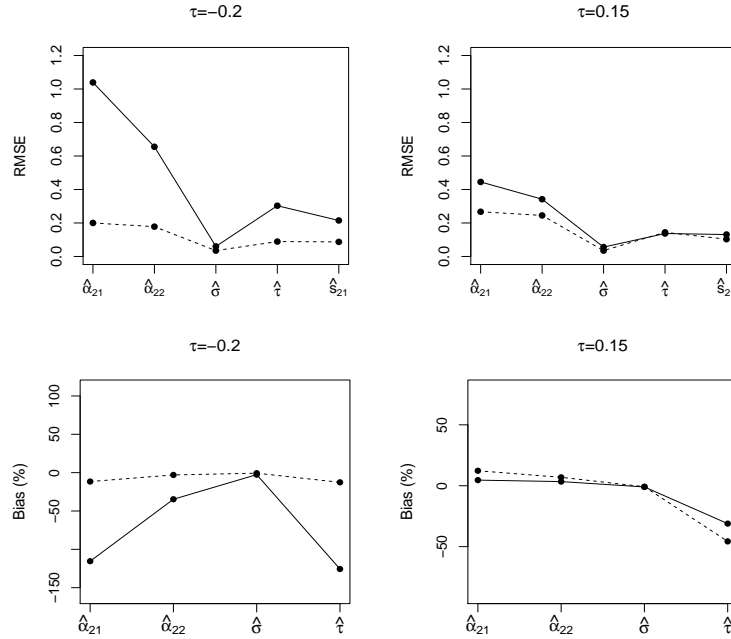 τ=−0.2
τ=0.15
RMSE
1.2
1.0
0.8
0.6
0.4
0.2
0.0
α̂₂₁ α̂₂₂ σ̂ τ̂ ŝ₂₁
RMSE
1.2
1.0
0.8
0.6
0.4
0.2
0.0
α̂₂₁ α̂₂₂ σ̂ τ̂ ŝ₂
τ=−0.2
τ=0.15
Bias (%)
100
50
0
−50
−150
α̂₂₁ α̂₂₂ σ̂ τ̂
Bias (%)
50
0
−50
α̂₂₁ α̂₂₂ σ̂ τ̂